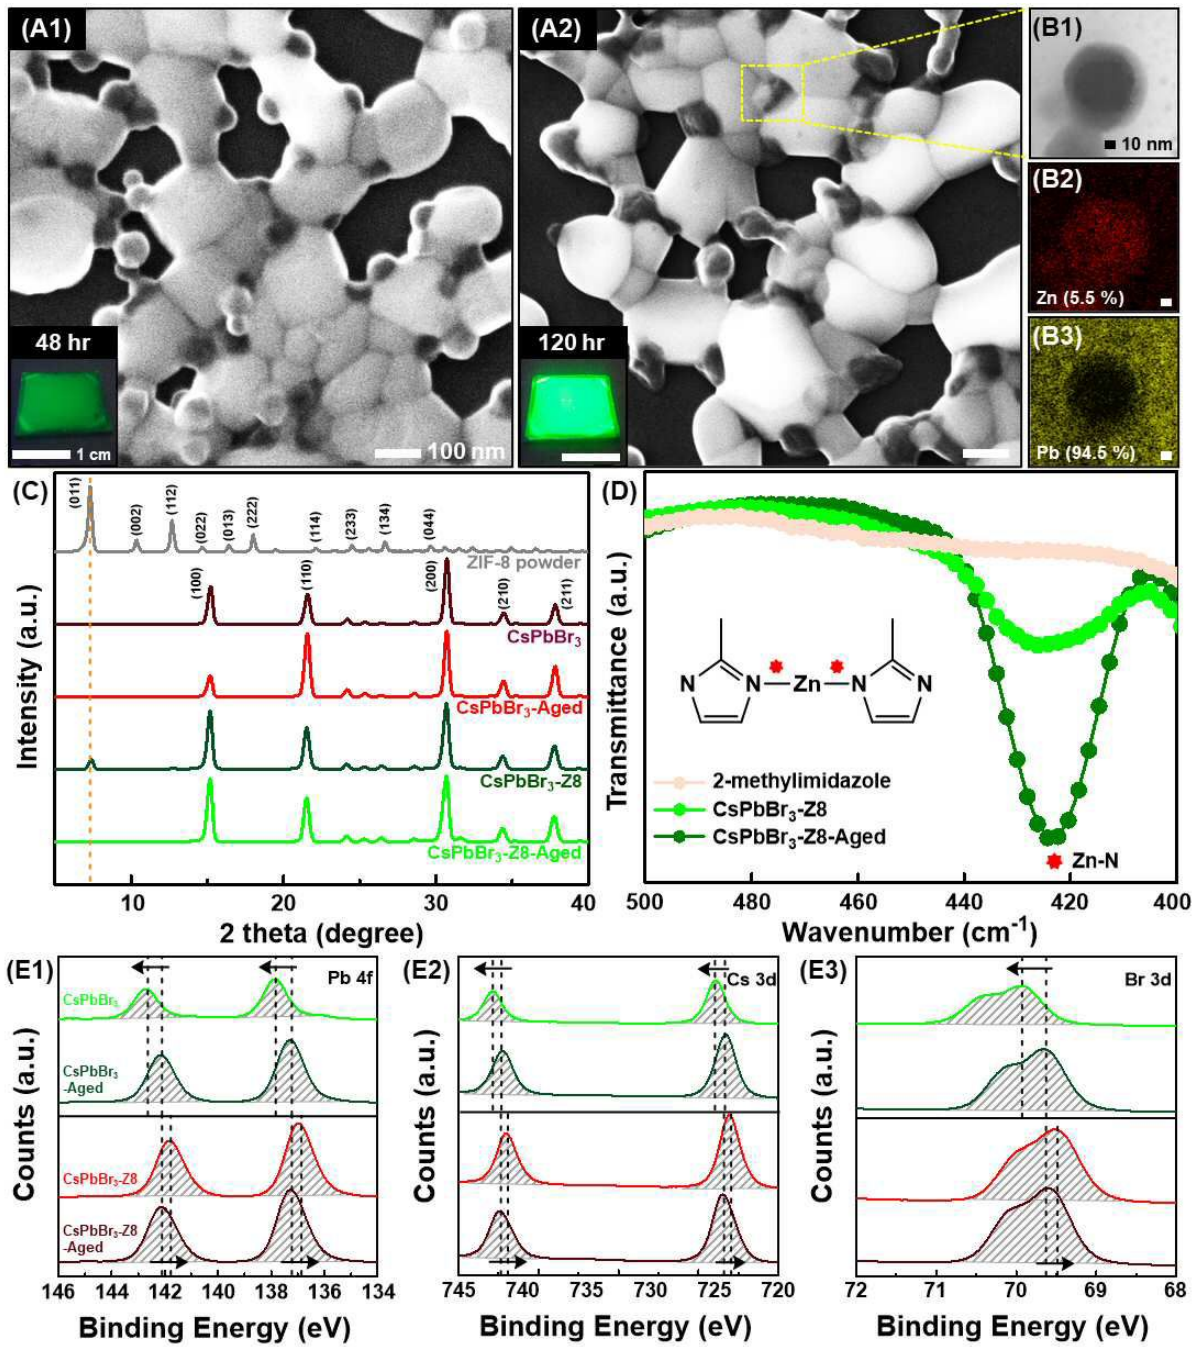 (A1)
48 hr
1 cm
100 nm
(A2)
120 hr
(B1)
10 nm
(B2)
Zn (5.5 %)
(B3)
Pb (94.5 %)
(C)
(011)
(002)
(112)
(022)
(013)
(222)
(114)
(233)
(134)
(044)
ZIF-8 powder
(100)
(110)
(200)
(210)
(211)
CsPbBr3
CsPbBr3-Aged
CsPbBr3-Z8
CsPbBr3-Z8-Aged
Intensity (a.u.)
10 20 30 40
2 theta (degree)
(D)
Transmittance (a.u.)
N N Zn N N
2-methylimidazole
CsPbBr3-Z8
CsPbBr3-Z8-Aged
Zn-N
500 480 460 440 420 400
Wavenumber (cm-1)
(E1)
Pb 4f
CsPbBr3
CsPbBr3
-Aged
CsPbBr3-Z8
CsPbBr3-Z8
-Aged
Counts (a.u.)
146 144 142 140 138 136 134
Binding Energy (eV)
(E2)
Cs 3d
Counts (a.u.)
745 740 735 730 725 720
Binding Energy (eV)
(E3)
Br 3d
Counts (a.u.)
72 71 70 69 68
Binding Energy (eV)